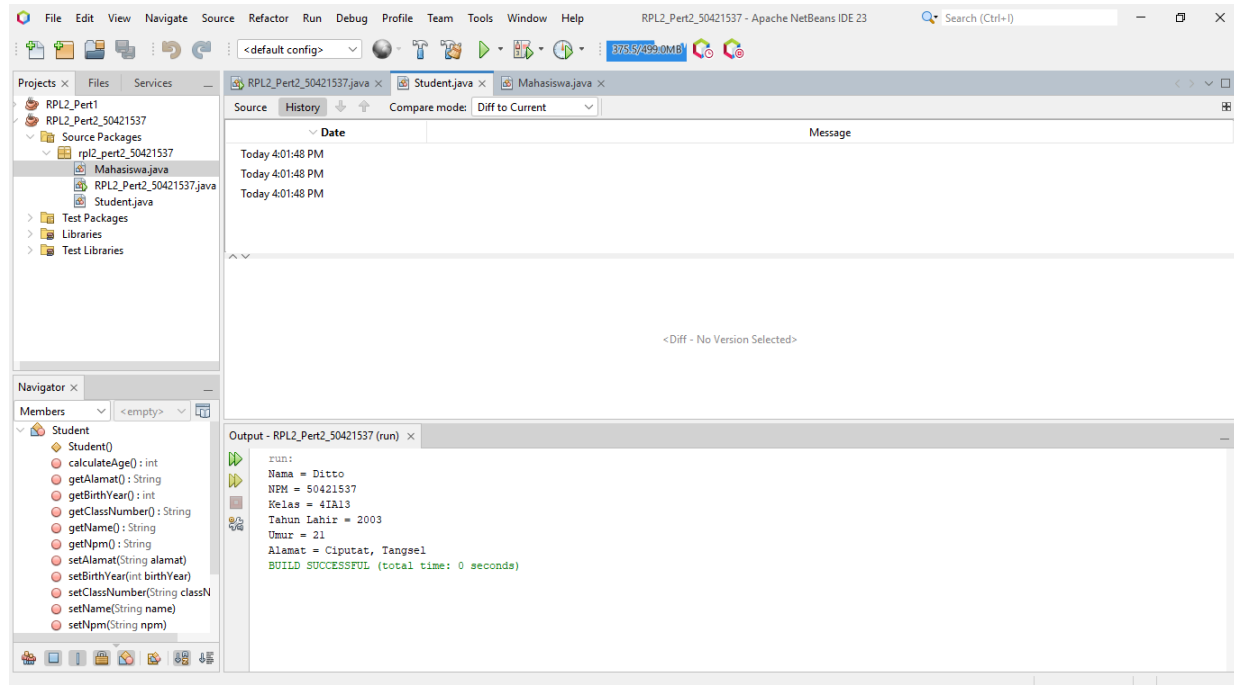 File Edit View Navigate Source Refactor Run Debug Profile Team Tools Window Help RPL2_Pert2_50421537 - Apache NetBeans IDE 23 Search (Ctrl+I)
<default config> 375.5/499.0MB
Projects Files Services
RPL2_Pert1
RPL2_Pert2_50421537
Source Packages
rpl2_pert2_50421537
Mahasiswa.java
RPL2_Pert2_50421537.java
Student.java
Test Packages
Libraries
Test Libraries
RPL2_Pert2_50421537.java Student.java Mahasiswa.java
Source History Compare mode: Diff to Current
Date Message
Today 4:01:48 PM
Today 4:01:48 PM
Today 4:01:48 PM
<Diff - No Version Selected>
Navigator
Members <empty>
Student
Student()
calculateAge() : int
getAlamat() : String
getBirthYear() : int
getClassNumber() : String
getName() : String
getNpm() : String
setAlamat(String alamat)
setBirthYear(int birthYear)
setClassNumber(String classN
setName(String name)
setNpm(String npm)
Output - RPL2_Pert2_50421537 (run)
run:
Nama = Ditto
NPM = 50421537
Kelas = 4IA13
Tahun Lahir = 2003
Umur = 21
Alamat = Ciputat, Tangsel
BUILD SUCCESSFUL (total time: 0 seconds)